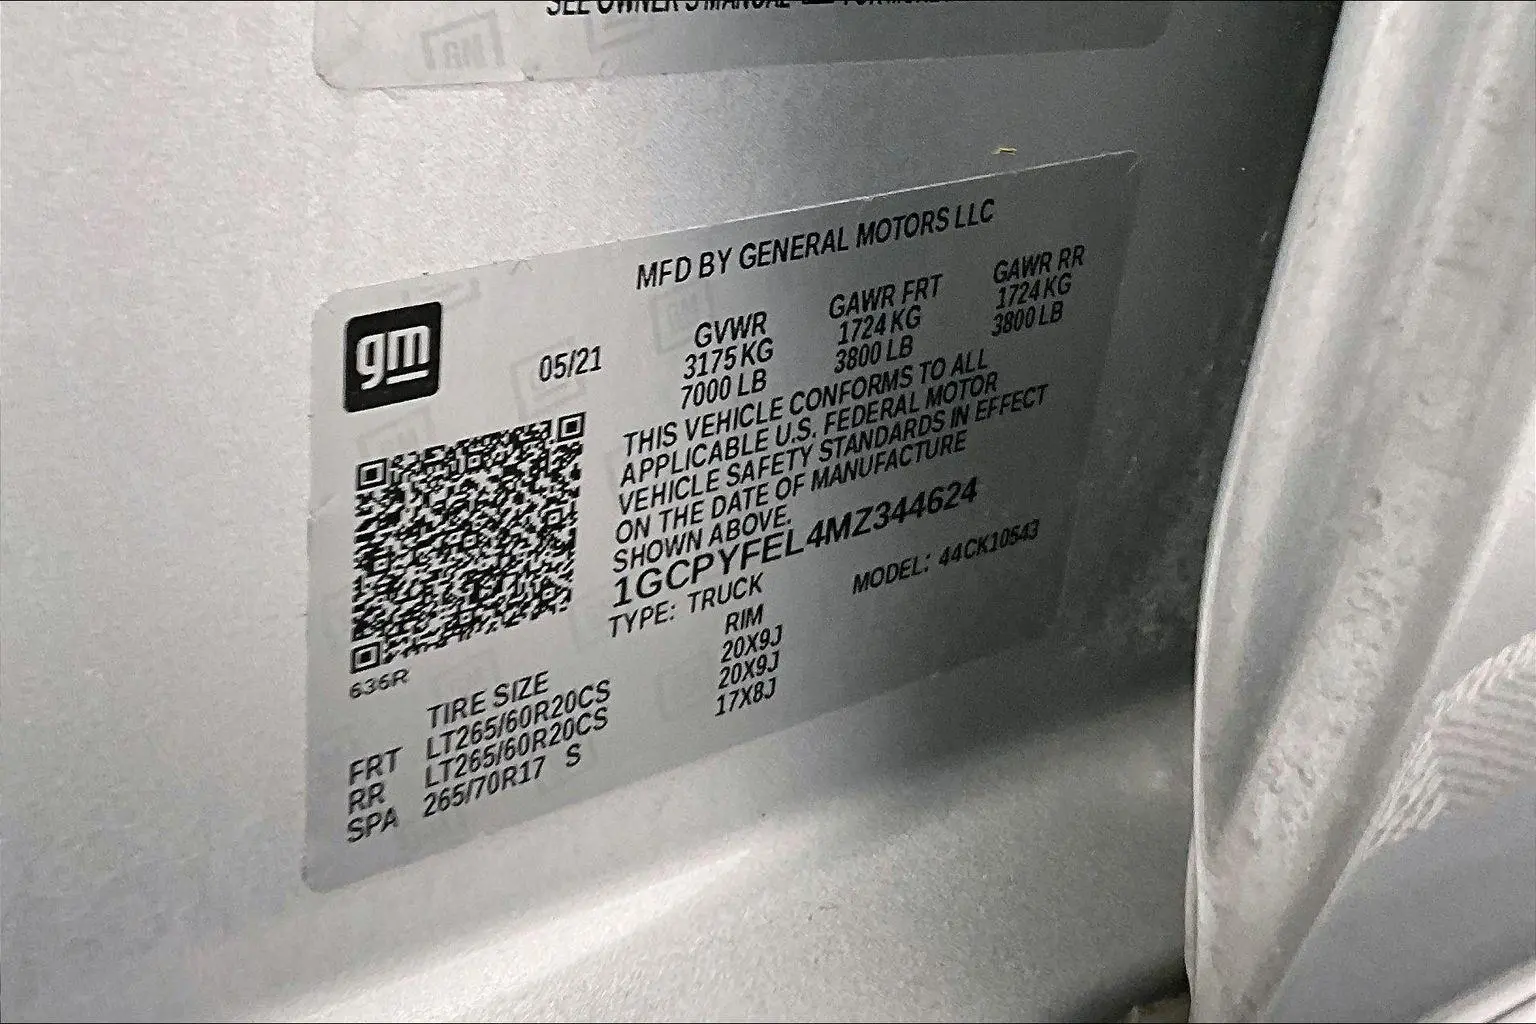 SEE OWNER'S MANUAL
MFD BY GENERAL MOTORS LLC
gm
05/21
GVWR GAWR FRT GAWR RR
3175 KG 1724 KG 1724 KG
7000 LB 3800 LB 3800 LB
THIS VEHICLE CONFORMS TO ALL
APPLICABLE U.S. FEDERAL MOTOR
VEHICLE SAFETY STANDARDS IN EFFECT
ON THE DATE OF MANUFACTURE
SHOWN ABOVE.
1GCPYFEL4MZ344624
TYPE: TRUCK MODEL: 44CK10543
636R
TIRE SIZE RIM
FRT LT265/60R20CS 20X9J
RR LT265/60R20CS 20X9J
SPA 265/70R17 S 17X8J